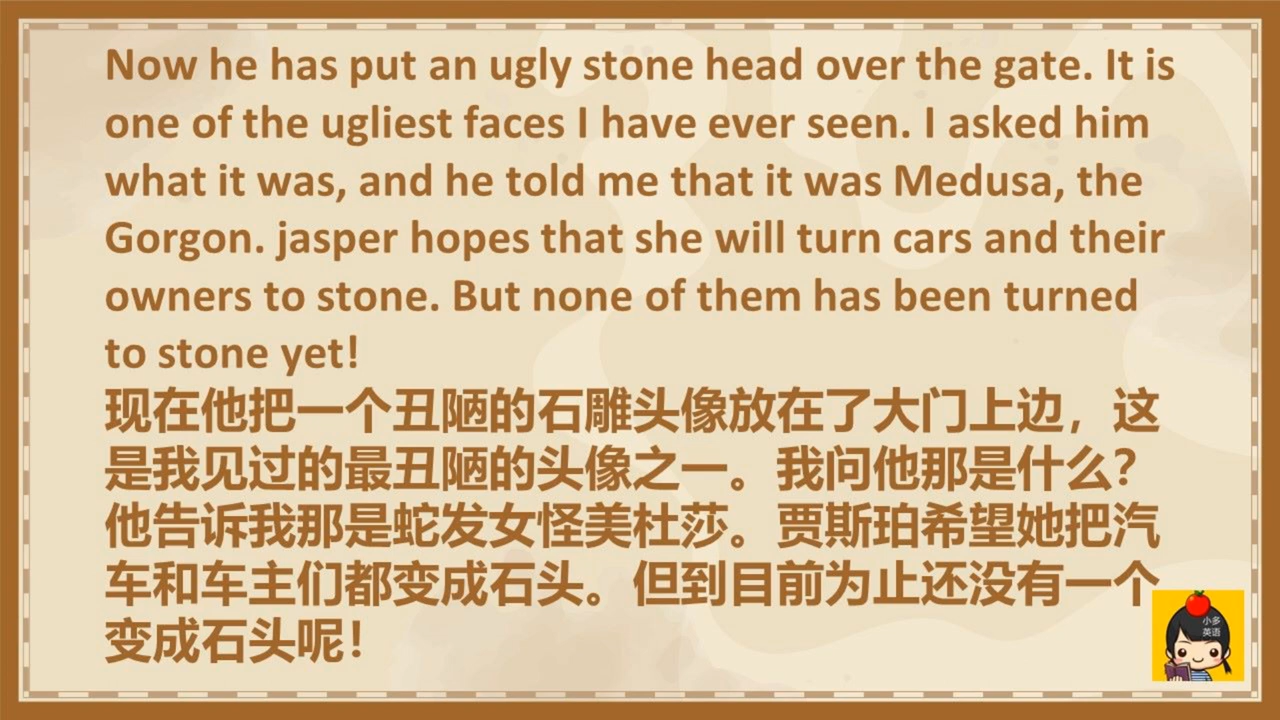 Now he has put an ugly stone head over the gate. It is
one of the ugliest faces I have ever seen. I asked him
what it was, and he told me that it was Medusa, the
Gorgon. jasper hopes that she will turn cars and their
owners to stone. But none of them has been turned
to stone yet!
现在他把一个丑陋的石雕头像放在了大门上边，这
是我见过的最丑陋的头像之一。我问他那是什么？
他告诉我那是蛇发女怪美杜莎。贾斯珀希望她把汽
车和车主们都变成石头。但到目前为止还没有一个
变成石头呢！
小多
英语